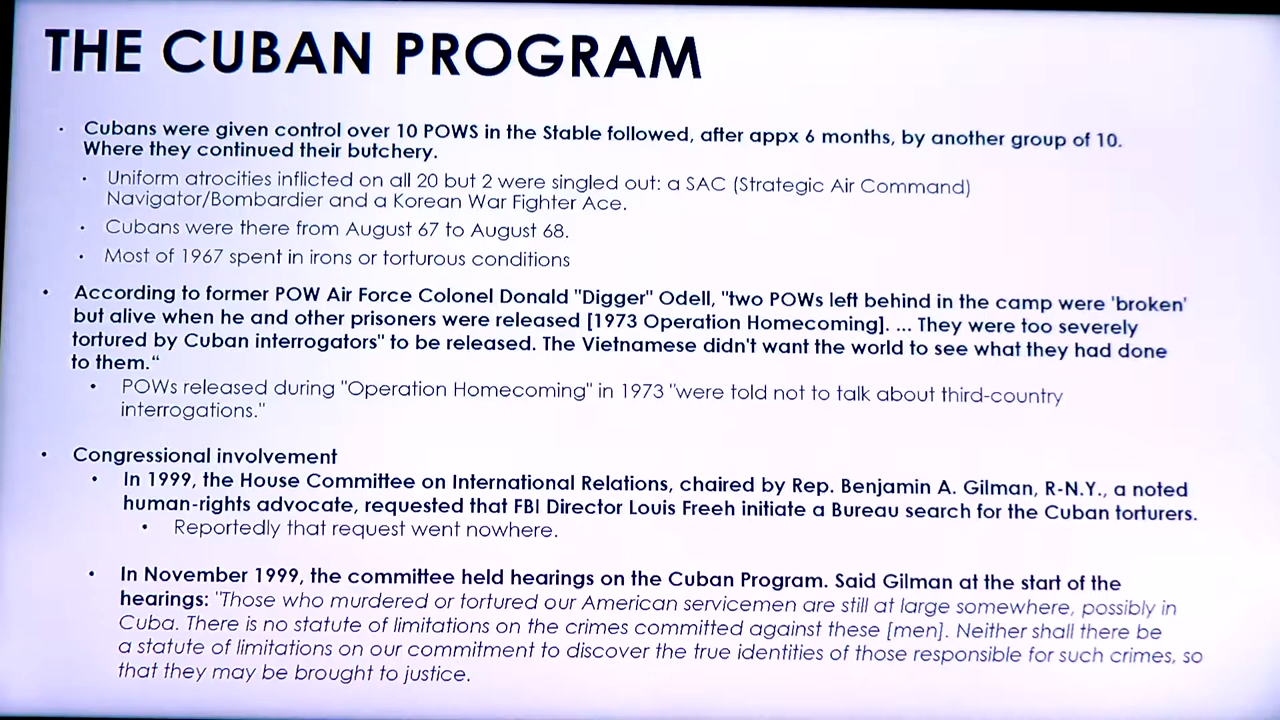 THE CUBAN PROGRAM
· Cubans were given control over 10 POWS in the Stable followed, after appx 6 months, by another group of 10.
Where they continued their butchery.
· Uniform atrocities inflicted on all 20 but 2 were singled out: a SAC (Strategic Air Command)
Navigator/Bombardier and a Korean War Fighter Ace.
· Cubans were there from August 67 to August 68.
· Most of 1967 spent in irons or torturous conditions
• According to former POW Air Force Colonel Donald "Digger" Odell, "two POWs left behind in the camp were 'broken'
but alive when he and other prisoners were released [1973 Operation Homecoming]. ... They were too severely
tortured by Cuban interrogators" to be released. The Vietnamese didn't want the world to see what they had done
to them.“
• POWs released during "Operation Homecoming" in 1973 "were told not to talk about third-country
interrogations."
• Congressional involvement
• In 1999, the House Committee on International Relations, chaired by Rep. Benjamin A. Gilman, R-N.Y., a noted
human-rights advocate, requested that FBI Director Louis Freeh initiate a Bureau search for the Cuban torturers.
• Reportedly that request went nowhere.
• In November 1999, the committee held hearings on the Cuban Program. Said Gilman at the start of the
hearings: "Those who murdered or tortured our American servicemen are still at large somewhere, possibly in
Cuba. There is no statute of limitations on the crimes committed against these [men]. Neither shall there be
a statute of limitations on our commitment to discover the true identities of those responsible for such crimes, so
that they may be brought to justice.